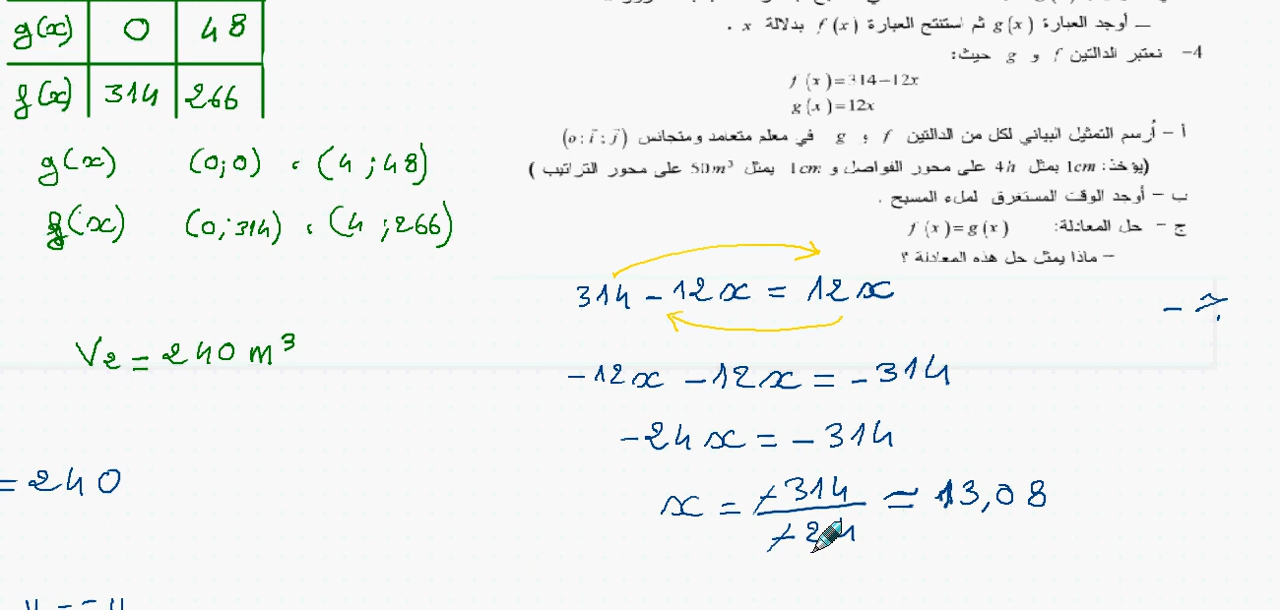 — أوجد العبارة g(x) ثم استنتج العبارة f(x) بدلالة x .
4- نعتبر الدالتين f و g حيث:
f(x)=314-12x
g(x)=12x
أ - أرسم التمثيل البياني لكل من الدالتين f و g في معلم متعامد ومتجانس (o;i;j)
(يؤخذ: 1cm يمثل 4h على محور الفواصل و 1cm يمثل 50m³ على محور التراتيب )
ب - أوجد الوقت المستغرق لملء المسبح .
ج - حل المعادلة: f(x)=g(x)
- ماذا يمثل حل هذه المعادلة ؟
g(x) 0 48
f(x) 314 266
g(x) (0;0) , (4;48)
f(x) (0;314) , (4;266)
V2 = 240 m³
= 240
314 - 12x = 12x
-12x - 12x = -314
-24x = -314
x = -314/-24 ≃ 13,08